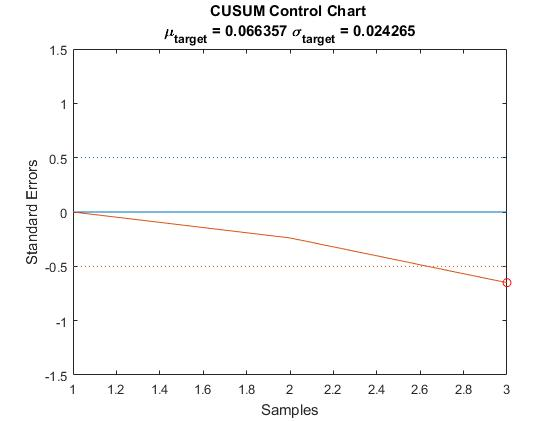 CUSUM Control Chart
μtarget = 0.066357 σtarget = 0.024265
1.5
1
0.5
0
-0.5
-1
-1.5
Standard Errors
1 1.2 1.4 1.6 1.8 2 2.2 2.4 2.6 2.8 3
Samples